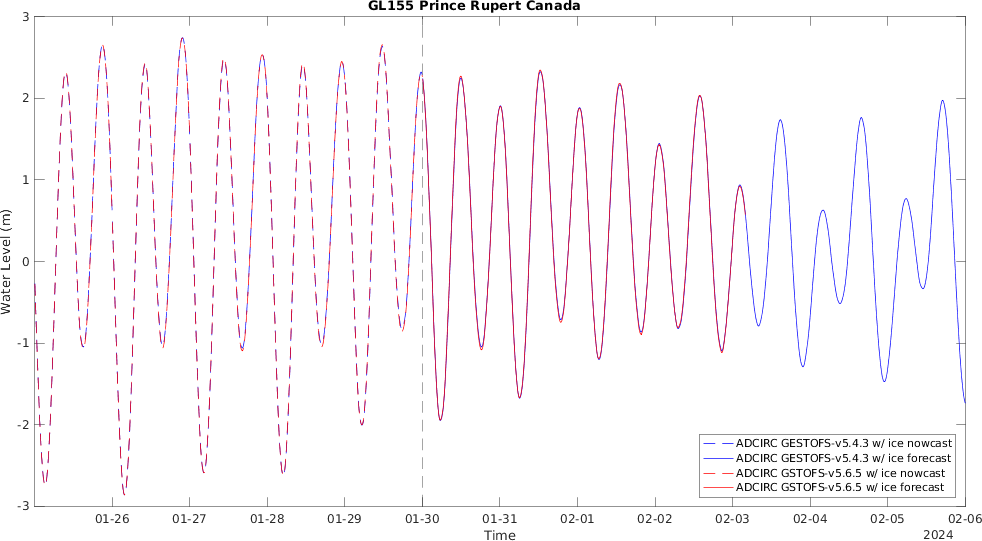 GL155 Prince Rupert Canada
Water Level (m)
3
2
1
0
-1
-2
-3
01-26 01-27 01-28 01-29 01-30 01-31 02-01 02-02 02-03 02-04 02-05 02-06
Time
2024
ADCIRC GESTOFS-v5.4.3 w/ ice nowcast
ADCIRC GESTOFS-v5.4.3 w/ ice forecast
ADCIRC GSTOFS-v5.6.5 w/ ice nowcast
ADCIRC GSTOFS-v5.6.5 w/ ice forecast